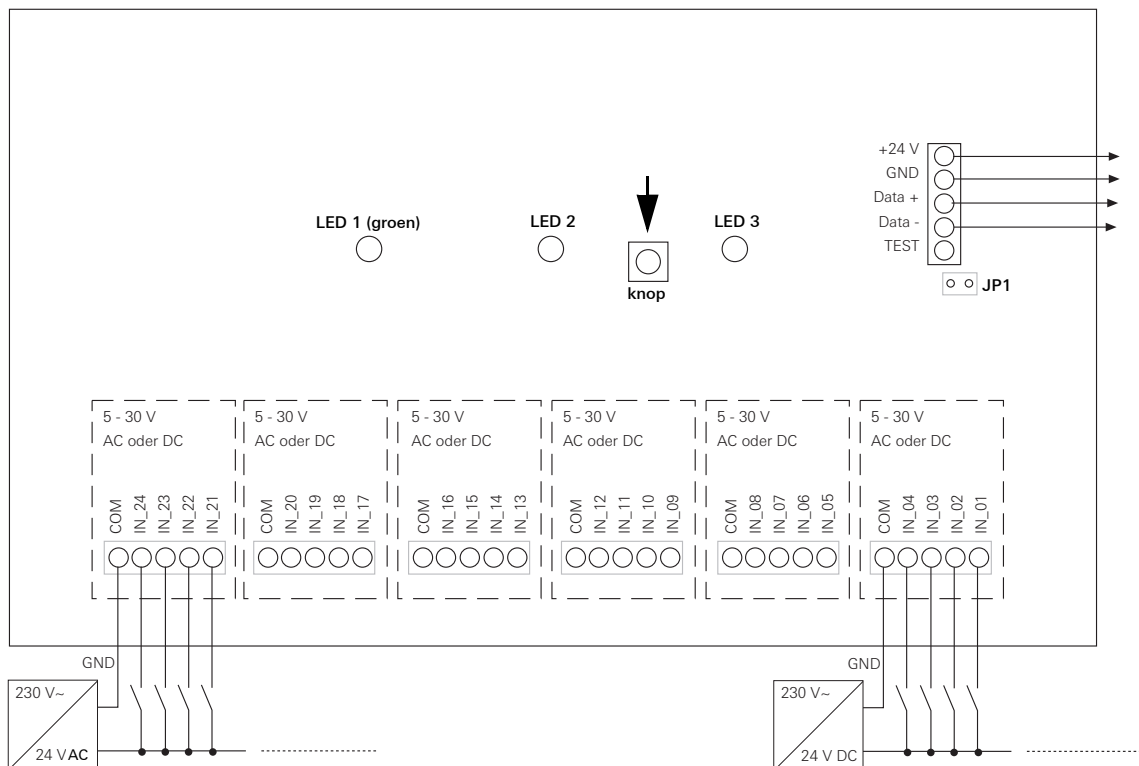 +24 V
GND
Data +
Data -
TEST
JP1
LED 1 (groen)
LED 2
LED 3
knop
5 - 30 V
AC oder DC
COM
IN_24
IN_23
IN_22
IN_21
5 - 30 V
AC oder DC
COM
IN_20
IN_19
IN_18
IN_17
5 - 30 V
AC oder DC
COM
IN_16
IN_15
IN_14
IN_13
5 - 30 V
AC oder DC
COM
IN_12
IN_11
IN_10
IN_09
5 - 30 V
AC oder DC
COM
IN_08
IN_07
IN_06
IN_05
5 - 30 V
AC oder DC
COM
IN_04
IN_03
IN_02
IN_01
GND
230 V~
24 V AC
GND
230 V~
24 V DC